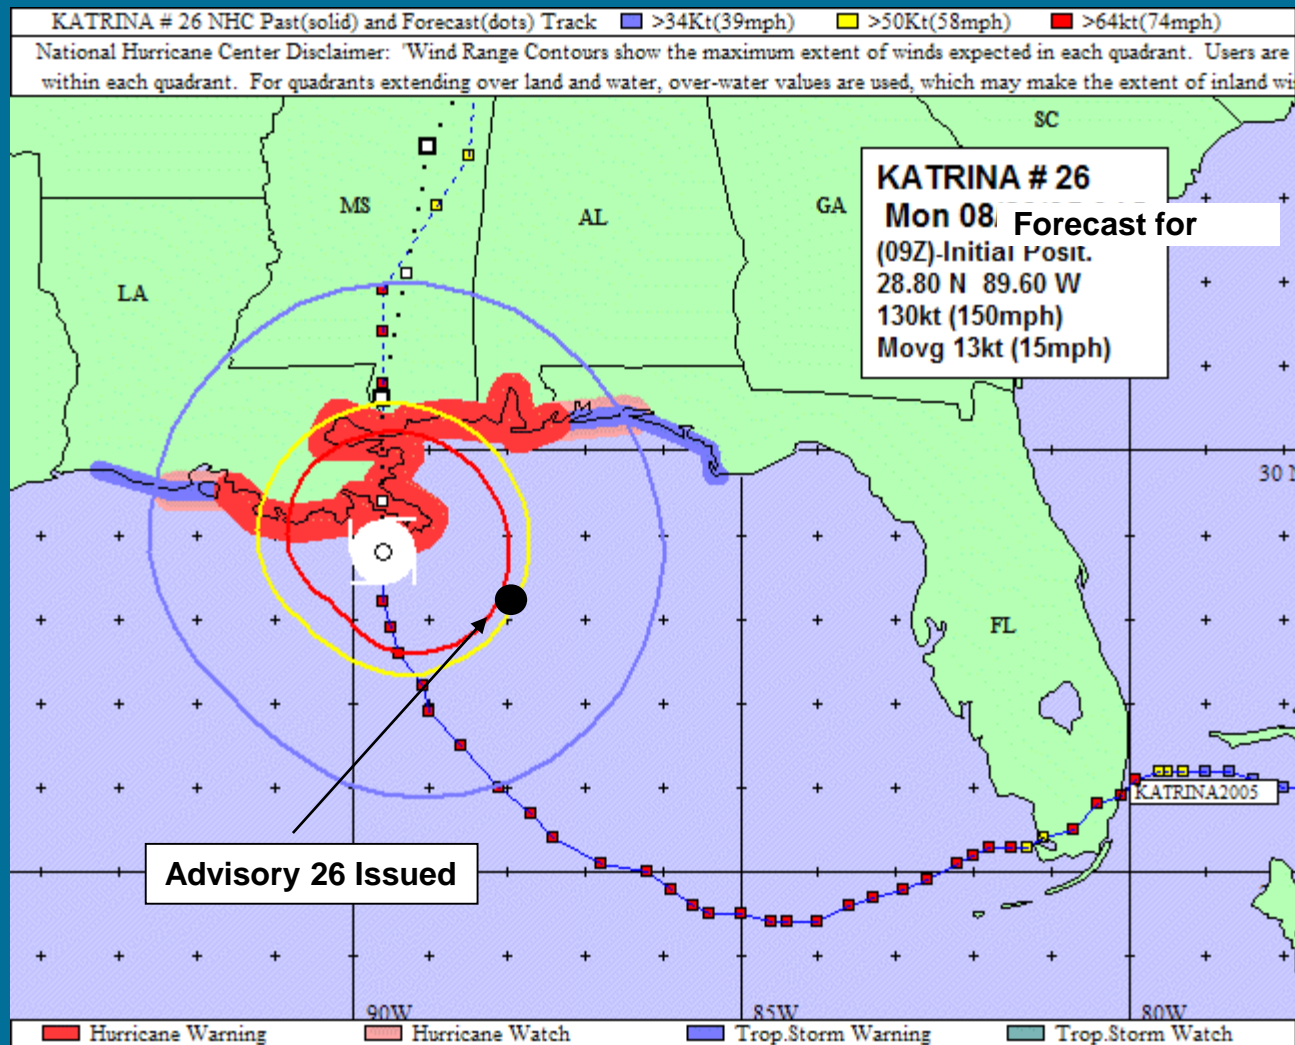 KATRINA # 26 NHC Past(solid) and Forecast(dots) Track >34Kt(39mph) >50Kt(58mph) >64kt(74mph)
National Hurricane Center Disclaimer: 'Wind Range Contours show the maximum extent of winds expected in each quadrant. Users are
within each quadrant. For quadrants extending over land and water, over-water values are used, which may make the extent of inland
SC
KATRINA # 26
Mon 08/
Forecast for
(09Z)-Initial Posit.
28.80 N 89.60 W
130kt (150mph)
Movg 13kt (15mph)
MS
AL
GA
LA
30
FL
KATRINA2005
Advisory 26 Issued
90W
85W
80W
Hurricane Warning
Hurricane Watch
Trop.Storm Warning
Trop.Storm Watch